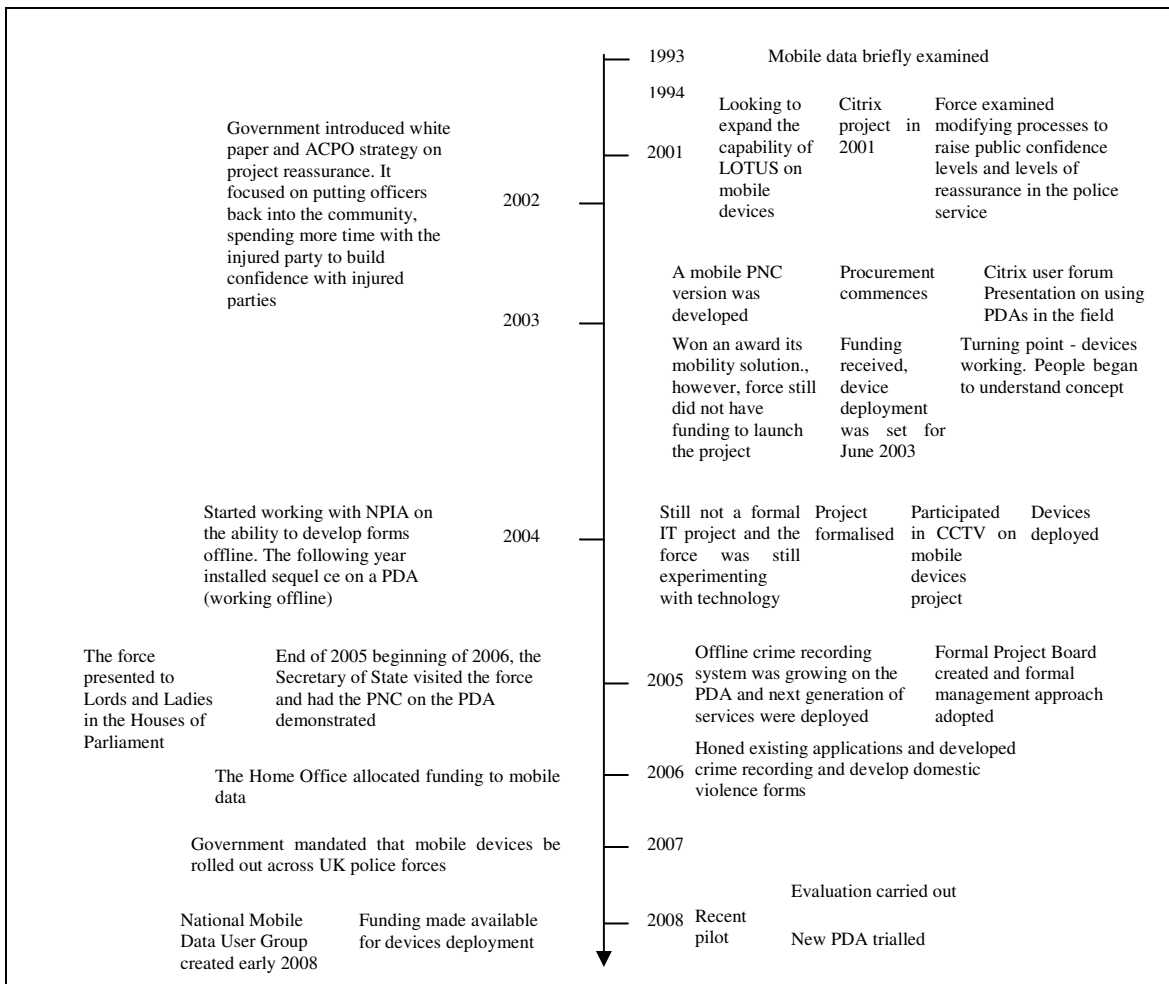 1993
Mobile data briefly examined
1994
Looking to
expand the
capability of
LOTUS on
mobile
devices
Citrix
project in
2001
Force examined
modifying processes to
raise public confidence
levels and levels of
reassurance in the police
service
2001
Government introduced white
paper and ACPO strategy on
project reassurance. It
focused on putting officers
back into the community,
spending more time with the
injured party to build
confidence with injured
parties
2002
A mobile PNC
version was
developed
Procurement
commences
Citrix user forum
Presentation on using
PDAs in the field
2003
Won an award its
mobility solution., 
however, force still
did not have
funding to launch
the project
Funding
received,
device
deployment
was set for
June 2003
Turning point - devices
working. People began
to understand concept
Started working with NPIA on
the ability to develop forms
offline. The following year
installed sequel ce on a PDA
(working offline)
2004
Still not a formal
IT project and the
force was still
experimenting
with technology
Project
formalised
Participated
in CCTV on
mobile
devices
project
Devices
deployed
The force
presented to
Lords and Ladies
in the Houses of
Parliament
End of 2005 beginning of 2006, the
Secretary of State visited the force
and had the PNC on the PDA
demonstrated
2005
Offline crime recording
system was growing on the
PDA and next generation of
services were deployed
Formal Project Board
created and formal
management approach
adopted
The Home Office allocated funding to mobile
data
2006
Honed existing applications and developed
crime recording and develop domestic
violence forms
Government mandated that mobile devices be
rolled out across UK police forces
2007
National Mobile
Data User Group
created early 2008
Funding made available
for devices deployment
2008
Recent
pilot
Evaluation carried out
New PDA trialled